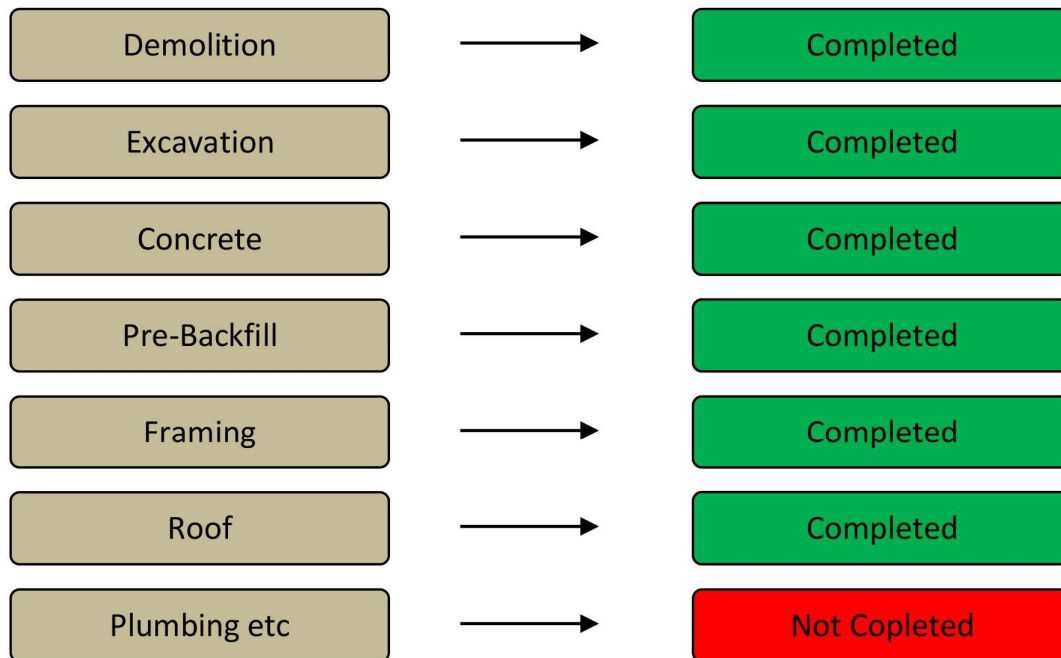 Demolition
Completed
Excavation
Completed
Concrete
Completed
Pre-Backfill
Completed
Framing
Completed
Roof
Completed
Plumbing etc
Not Copleted